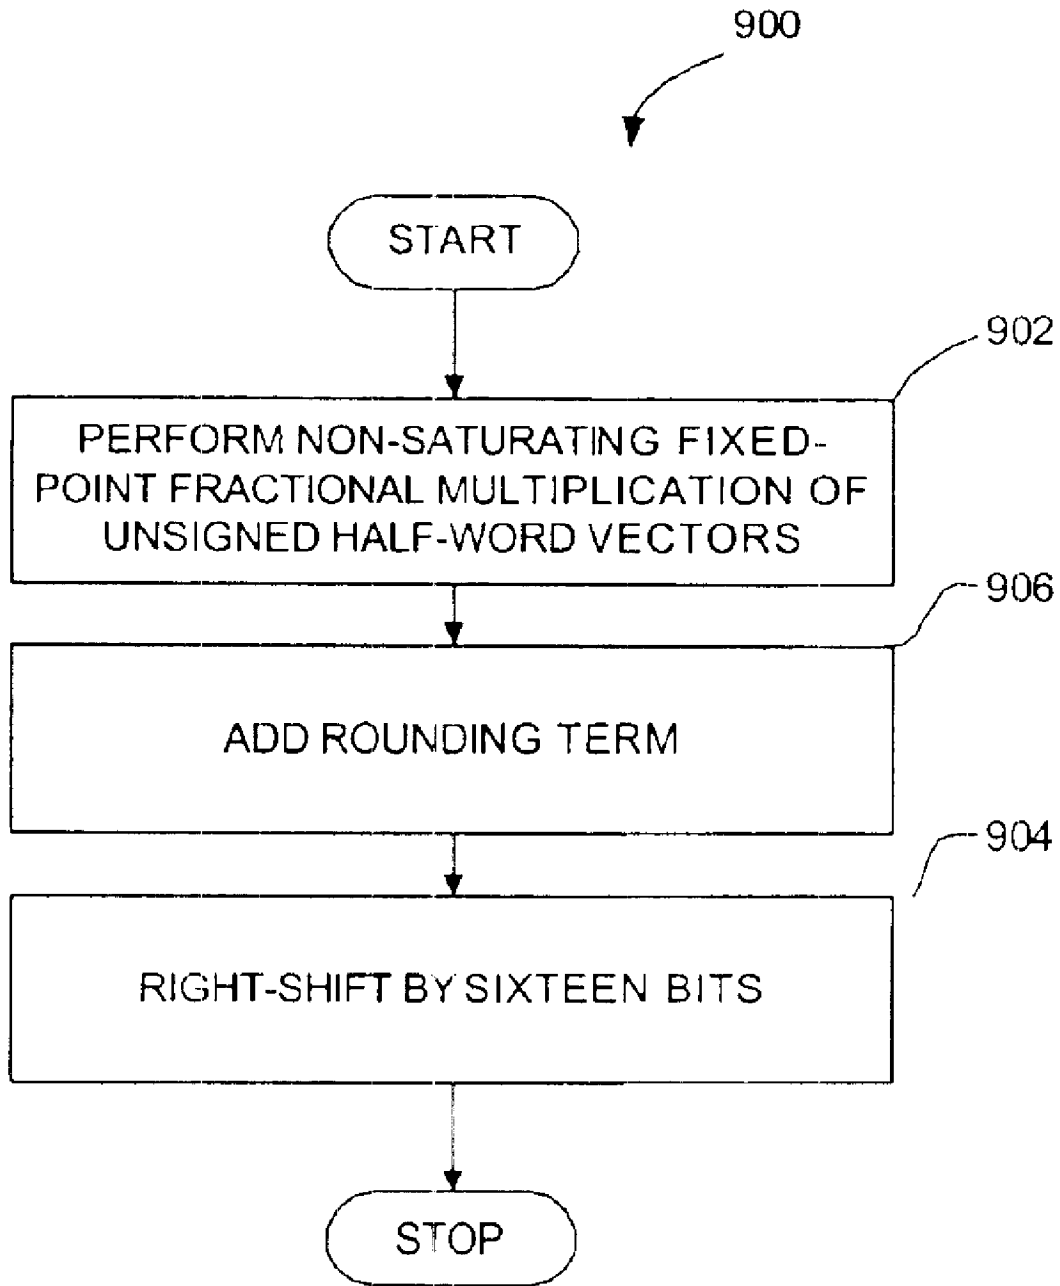 900
START
902
PERFORM NON-SATURATING FIXED-
POINT FRACTIONAL MULTIPLICATION OF
UNSIGNED HALF-WORD VECTORS
906
ADD ROUNDING TERM
904
RIGHT-SHIFT BY SIXTEEN BITS
STOP